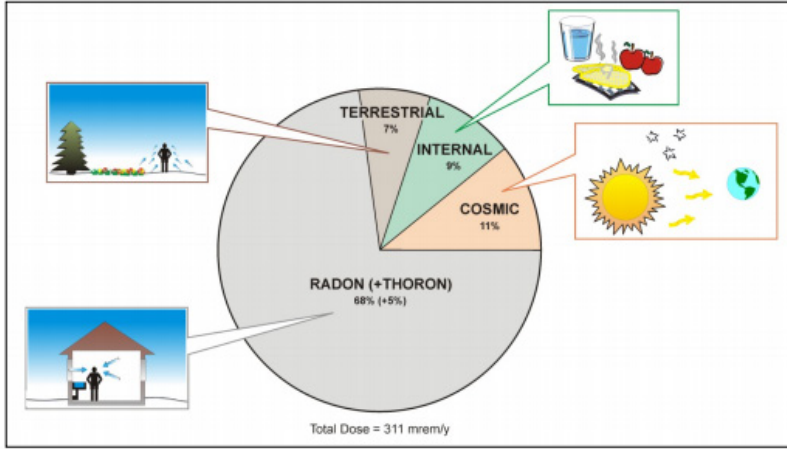 TERRESTRIAL
7%
INTERNAL
9%
COSMIC
11%
RADON (+THORON)
68% (+5%)
Total Dose = 311 mrem/y